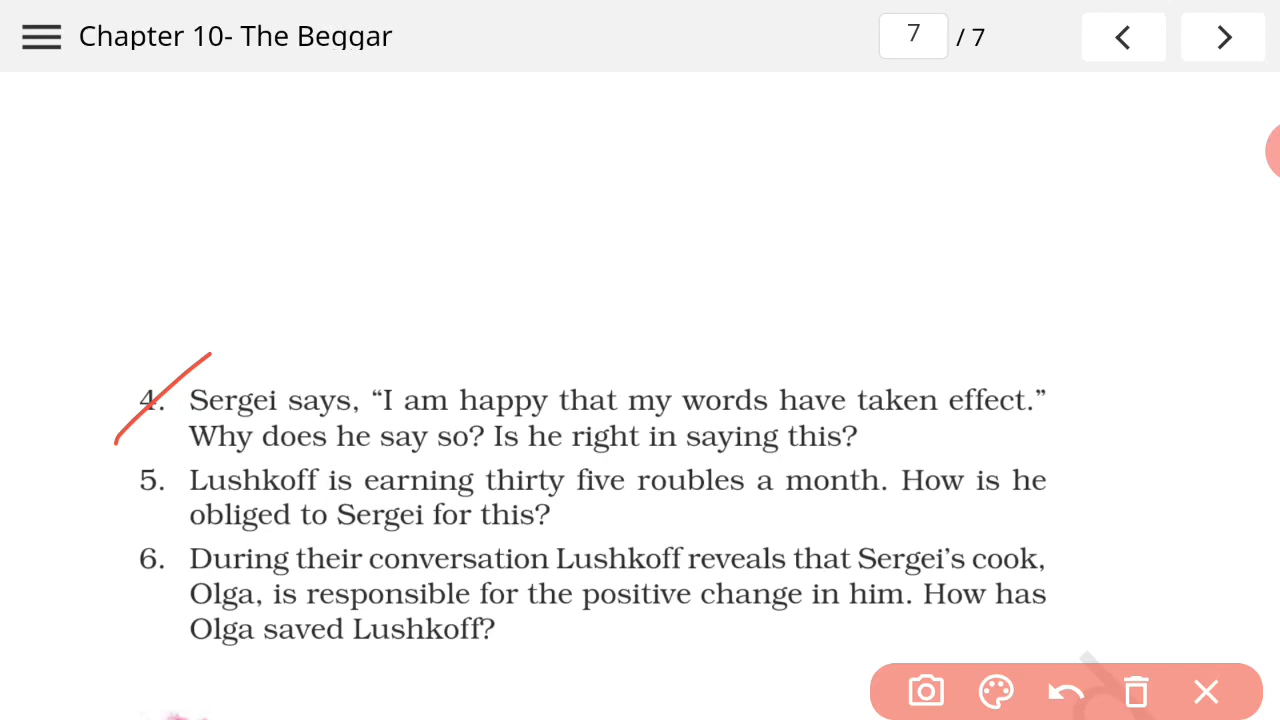 Chapter 10- The Beggar
7 / 7
4. Sergei says, “I am happy that my words have taken effect.”
Why does he say so? Is he right in saying this?
5. Lushkoff is earning thirty five roubles a month. How is he
obliged to Sergei for this?
6. During their conversation Lushkoff reveals that Sergei’s cook,
Olga, is responsible for the positive change in him. How has
Olga saved Lushkoff?